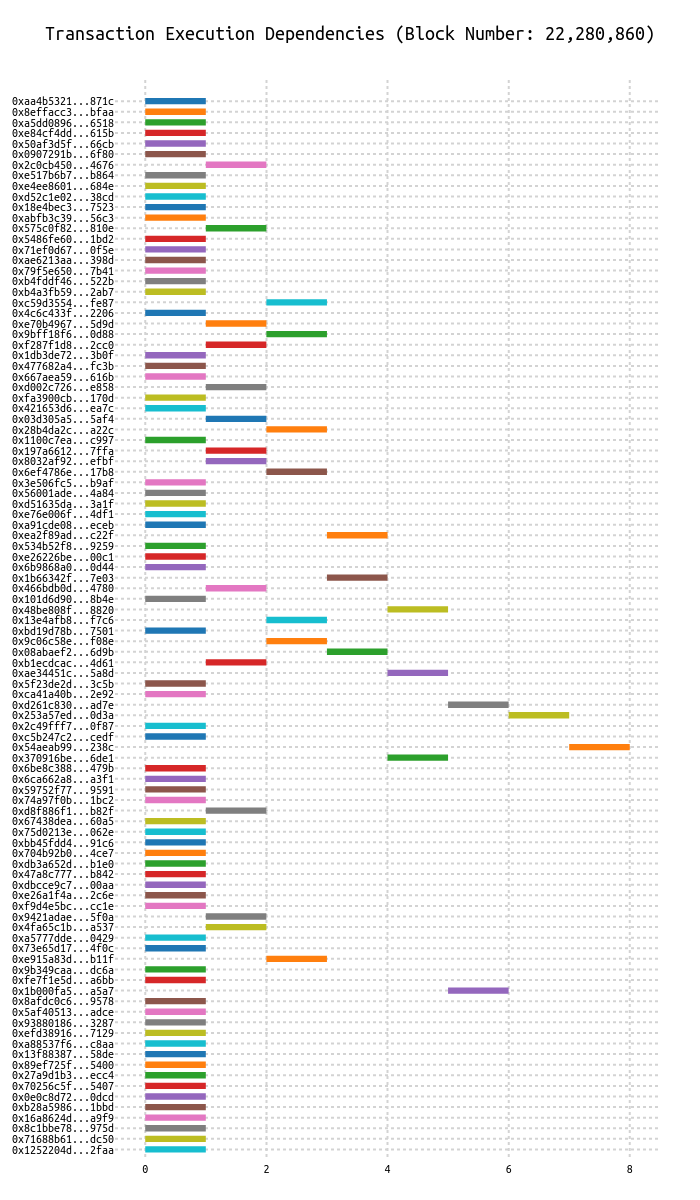 Transaction Execution Dependencies (Block Number: 22,280,860)
0xaa4b5321...871c
0x8effacc3...bfaa
0xa5dd0896...6518
0xe84cf4dd...615b
0x50af3d5f...66cb
0x0907291b...6f80
0x2c0cb450...4676
0xe517b6b7...b864
0xe4ee8601...684e
0xd52c1e02...38cd
0x18e4bec3...7523
0xabfb3c39...56c3
0x575c0f82...810e
0x5486fe60...1bd2
0x71ef0d67...0f5e
0xae6213aa...398d
0x79f5e650...7b41
0xb4fddf46...522b
0xb4a3fb59...2ab7
0xc59d3554...fe87
0x4c6c433f...2206
0xe70b4967...5d9d
0x9bff18f6...0d88
0xf287f1d8...2cc0
0x1db3de72...3b0f
0x477682a4...fc3b
0x667aea59...616b
0xd002c726...e858
0xfa3900cb...170d
0x421653d6...ea7c
0x03d305a5...5af4
0x28b4da2c...a22c
0x1100c7ea...c997
0x197a6612...7ffa
0x8032af92...efbf
0x6ef4786e...17b8
0x3e506fc5...b9af
0x56001ade...4a84
0xd51635da...3a1f
0xe76e006f...4df1
0xa91cde08...eceb
0xea2f89ad...c22f
0x534b52f8...9259
0xe26226be...00c1
0x6b9868a0...0d44
0x1b66342f...7e03
0x466bdb0d...4780
0x101d6d90...8b4e
0x48be808f...8820
0x13e4afb8...f7c6
0xbd19d78b...7501
0x9c06c58e...f08e
0x08abaef2...6d9b
0xb1ecdcac...4d61
0xae34451c...5a8d
0x5f23de2d...3c5b
0xca41a40b...2e92
0xd261c830...ad7e
0x253a57ed...0d3a
0x2c49fff7...0f87
0xc5b247c2...cedf
0x54aeab99...238c
0x370916be...6de1
0x6be8c388...479b
0x6ca662a8...a3f1
0x59752f77...9591
0x74a97f0b...1bc2
0xd8f886f1...b82f
0x67438dea...60a5
0x75d0213e...062e
0xbb45fdd4...91c6
0x704b92b0...4ce7
0xdb3a652d...b1e0
0x47a8c777...b842
0xdbcce9c7...00aa
0xe26a1f4a...2c6e
0xf9d4e5bc...cc1e
0x9421adae...5f0a
0x4fa65c1b...a537
0xa5777dde...0429
0x73e65d17...4f0c
0xe915a83d...b11f
0x9b349caa...dc6a
0xfe7f1e5d...a6bb
0x1b000fa5...a5a7
0x8afdc0c6...9578
0x5af40513...adce
0x93880186...3287
0xefd38916...7129
0xa88537f6...c8aa
0x13f88387...58de
0x89ef725f...5400
0x27a9d1b3...ecc4
0x70256c5f...5407
0x0e0c8d72...0dcd
0xb28a5986...1bbd
0x16a8624d...a9f9
0x8c1bbe78...975d
0x71688b61...dc50
0x1252204d...2faa
0 2 4 6 8